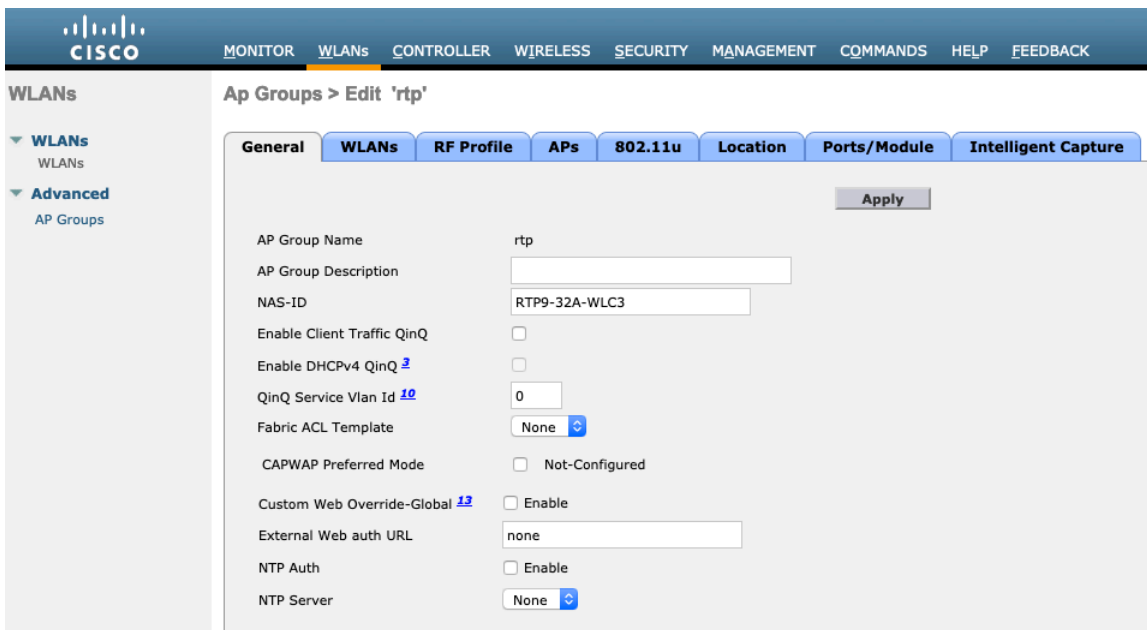 CISCO
MONITOR WLANs CONTROLLER WIRELESS SECURITY MANAGEMENT COMMANDS HELP FEEDBACK
WLANs
WLANs
WLANs
Advanced
AP Groups
Ap Groups > Edit 'rtp'
General WLANs RF Profile APs 802.11u Location Ports/Module Intelligent Capture
Apply
AP Group Name rtp
AP Group Description
NAS-ID RTP9-32A-WLC3
Enable Client Traffic QinQ
Enable DHCPv4 QinQ 3
QinQ Service Vlan Id 10 0
Fabric ACL Template None
CAPWAP Preferred Mode Not-Configured
Custom Web Override-Global 13 Enable
External Web auth URL none
NTP Auth Enable
NTP Server None